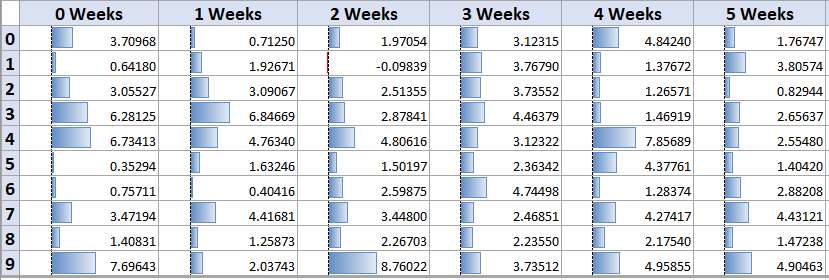 0 Weeks 1 Weeks 2 Weeks 3 Weeks 4 Weeks 5 Weeks
0 3.70968 0.71250 1.97054 3.12315 4.84240 1.76747
1 0.64180 1.92671 -0.09839 3.76790 1.37672 3.80574
2 3.05527 3.09067 2.51355 3.73552 1.26571 0.82944
3 6.28125 6.84669 2.87841 4.46379 1.46919 2.65637
4 6.73413 4.76340 4.80616 3.12322 7.85689 2.55480
5 0.35294 1.63246 1.50197 2.36342 4.37761 1.40420
6 0.75711 0.40416 2.59875 4.74498 1.28374 2.88208
7 3.47194 4.41681 3.44800 2.46851 4.27417 4.43121
8 1.40831 1.25873 2.26703 2.23550 2.17540 1.47238
9 7.69643 2.03743 8.76022 3.73512 4.95855 4.90463